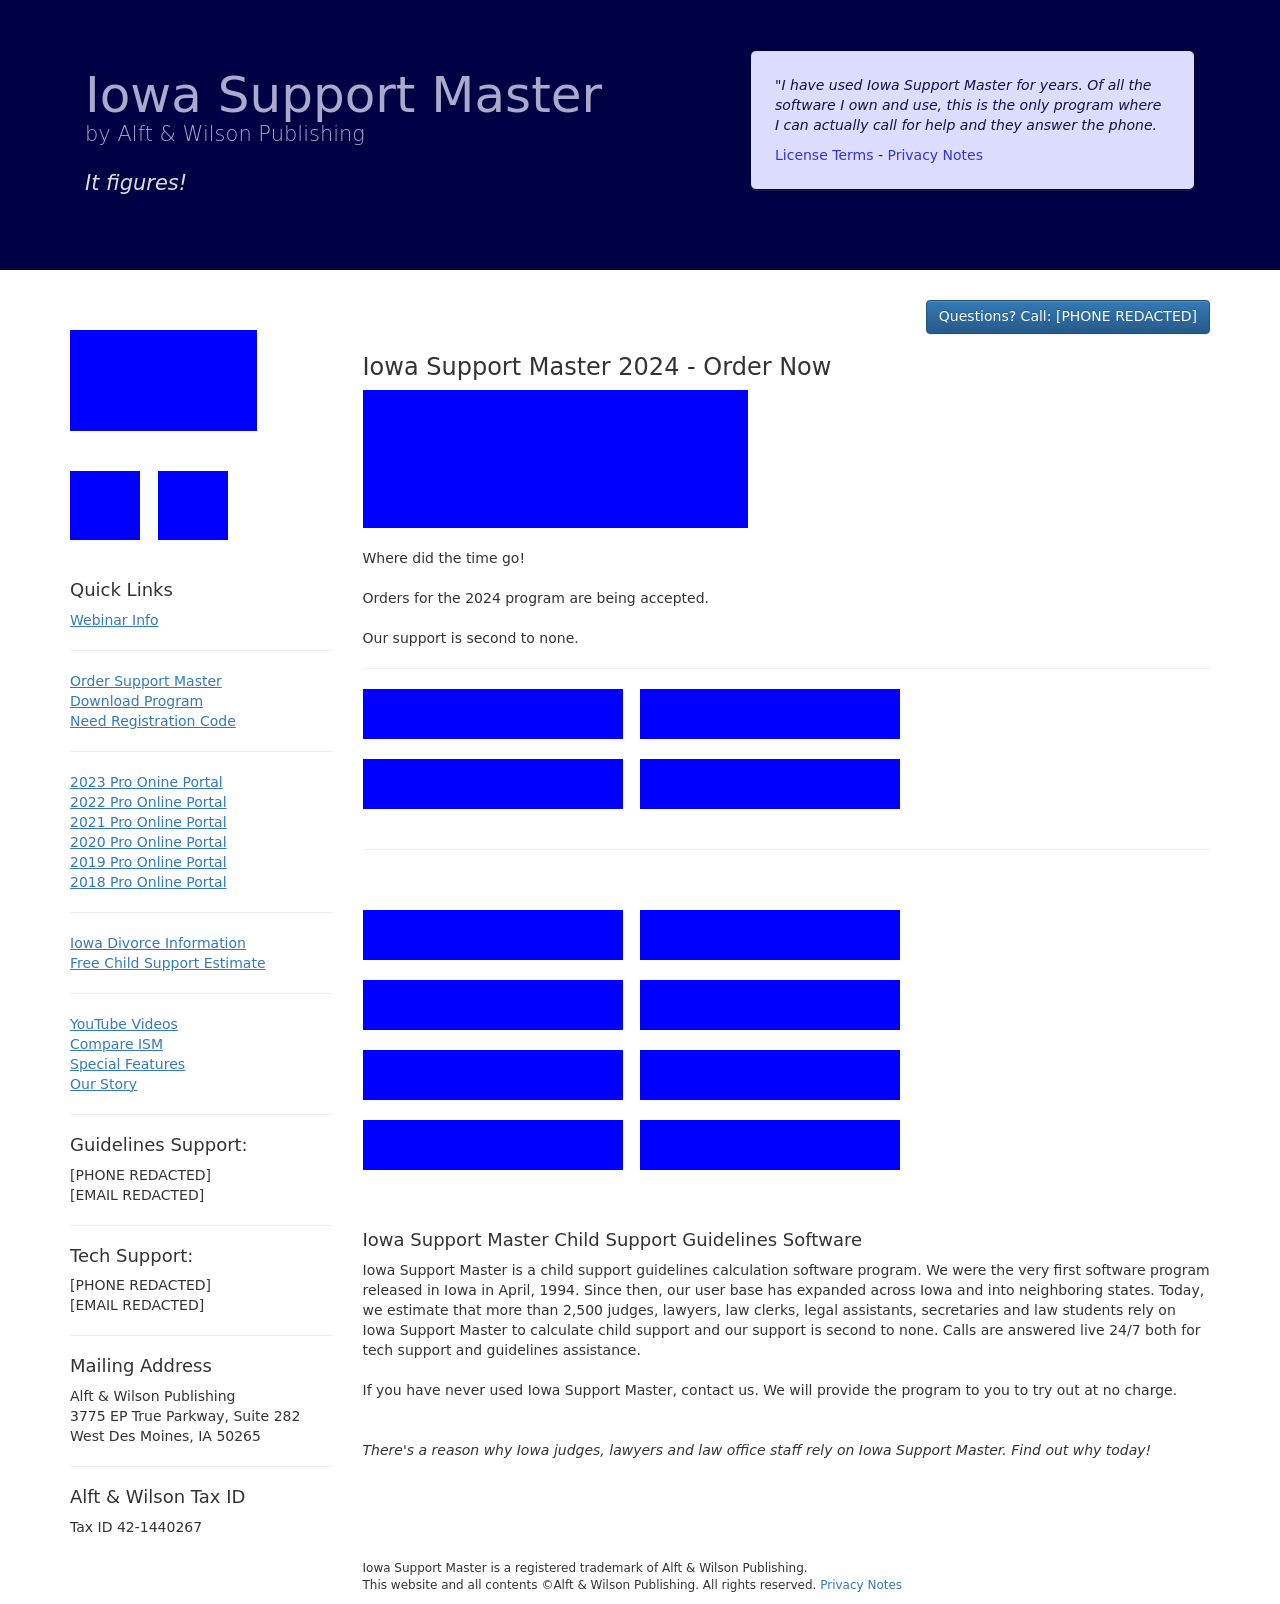 Iowa Support Master
by Alft & Wilson Publishing
It figures!
"I have used Iowa Support Master for years. Of all the
software I own and use, this is the only program where
I can actually call for help and they answer the phone.
License Terms - Privacy Notes
Questions? Call: [PHONE REDACTED]
Quick Links
Webinar Info
Order Support Master
Download Program
Need Registration Code
2023 Pro Onine Portal
2022 Pro Online Portal
2021 Pro Online Portal
2020 Pro Online Portal
2019 Pro Online Portal
2018 Pro Online Portal
Iowa Divorce Information
Free Child Support Estimate
YouTube Videos
Compare ISM
Special Features
Our Story
Guidelines Support:
[PHONE REDACTED]
[EMAIL REDACTED]
Tech Support:
[PHONE REDACTED]
[EMAIL REDACTED]
Mailing Address
Alft & Wilson Publishing
3775 EP True Parkway, Suite 282
West Des Moines, IA 50265
Alft & Wilson Tax ID
Tax ID 42-1440267
Iowa Support Master 2024 - Order Now
Where did the time go!
Orders for the 2024 program are being accepted.
Our support is second to none.
Iowa Support Master Child Support Guidelines Software
Iowa Support Master is a child support guidelines calculation software program. We were the very first software program
released in Iowa in April, 1994. Since then, our user base has expanded across Iowa and into neighboring states. Today,
we estimate that more than 2,500 judges, lawyers, law clerks, legal assistants, secretaries and law students rely on
Iowa Support Master to calculate child support and our support is second to none. Calls are answered live 24/7 both for
tech support and guidelines assistance.
If you have never used Iowa Support Master, contact us. We will provide the program to you to try out at no charge.
There's a reason why Iowa judges, lawyers and law office staff rely on Iowa Support Master. Find out why today!
Iowa Support Master is a registered trademark of Alft & Wilson Publishing.
This website and all contents ©Alft & Wilson Publishing. All rights reserved. Privacy Notes